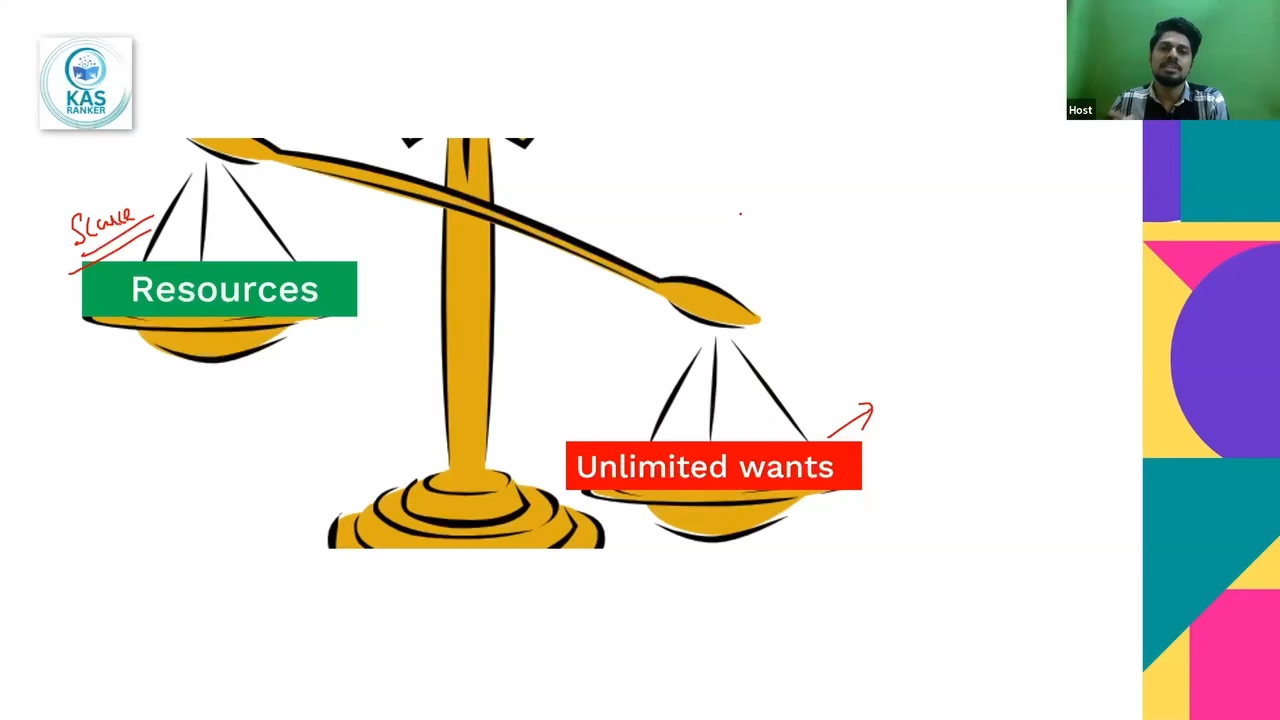 KAS
RANKER
Host
Scarce
Resources
Unlimited wants